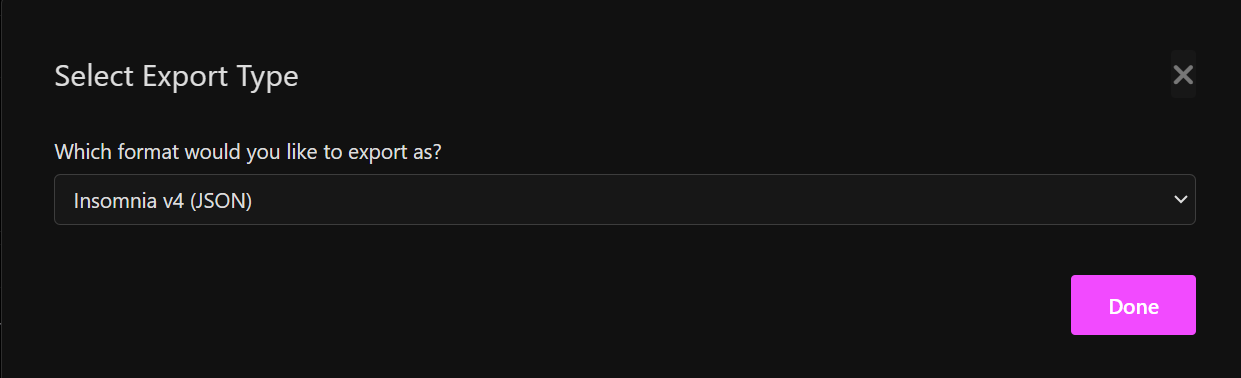 Select Export Type
Which format would you like to export as?
Insomnia v4 (JSON)
Done